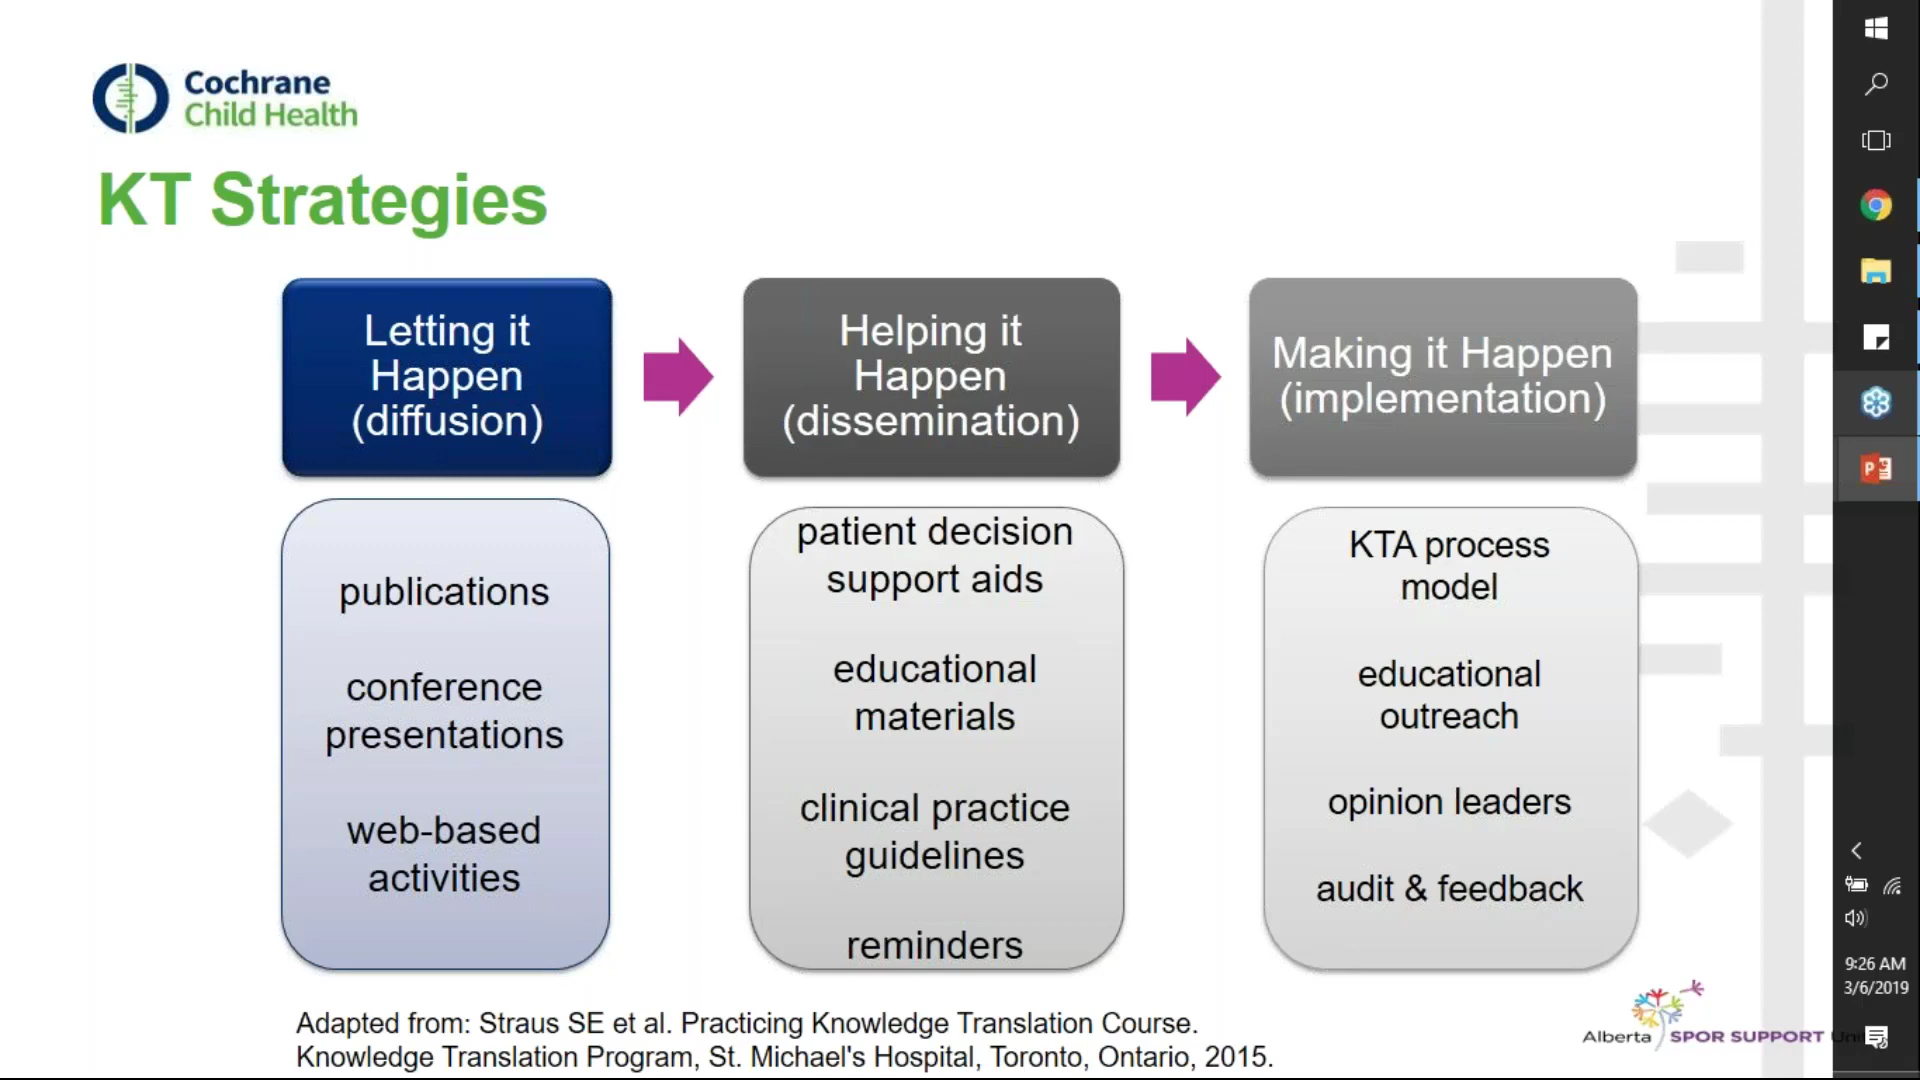 Cochrane
Child Health
KT Strategies
Letting it
Happen
(diffusion)
Helping it
Happen
(dissemination)
Making it Happen
(implementation)
publications
conference
presentations
web-based
activities
patient decision
support aids
educational
materials
clinical practice
guidelines
reminders
KTA process
model
educational
outreach
opinion leaders
audit & feedback
Adapted from: Straus SE et al. Practicing Knowledge Translation Course.
Knowledge Translation Program, St. Michael's Hospital, Toronto, Ontario, 2015.
Alberta SPOR SUPPORT
9:26 AM
3/6/2019